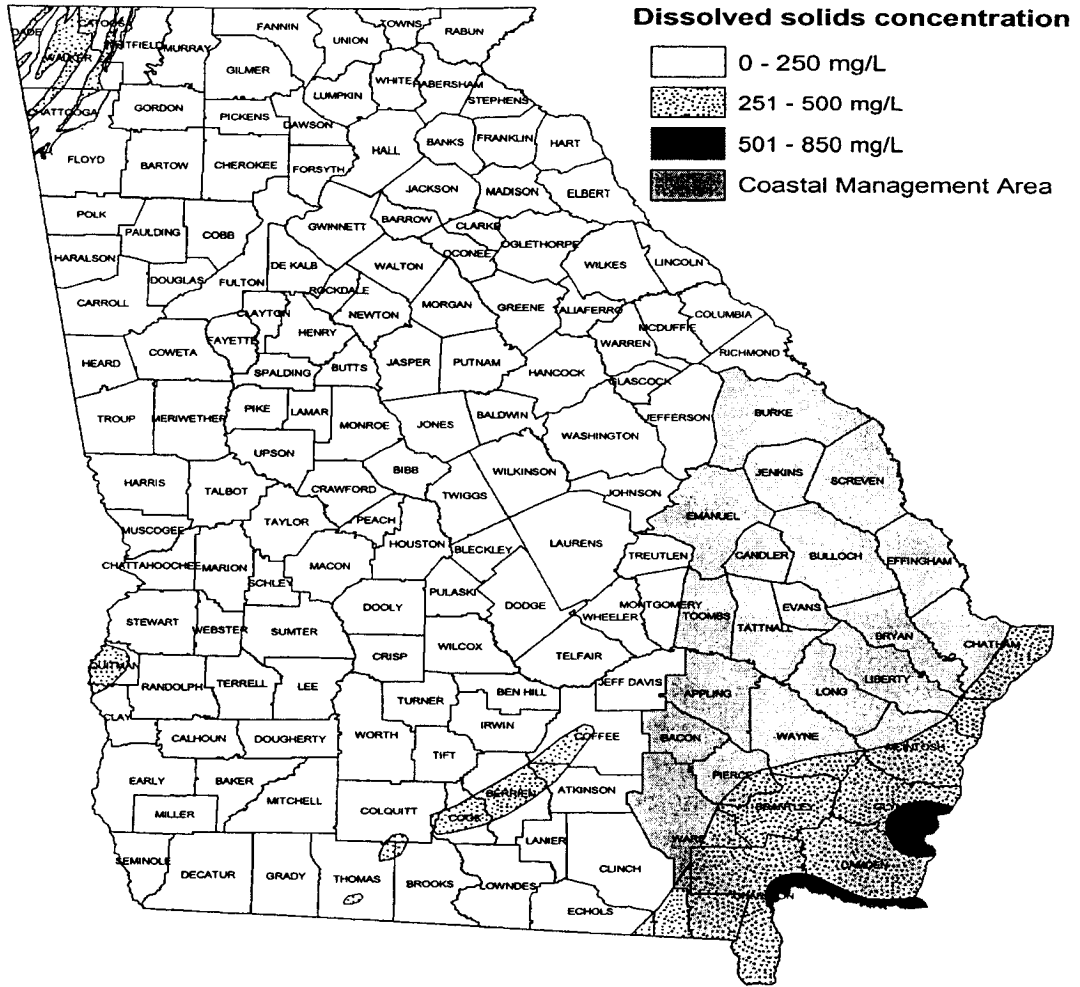 Dissolved solids concentration
0 - 250 mg/L
251 - 500 mg/L
501 - 850 mg/L
Coastal Management Area
FANNIN
TOWNS
RABUN
UNION
DADE
CATOOSA
WHITFIELD
MURRAY
WALKER
GILMER
WHITE
HABERSHAM
LUMPKIN
STEPHENS
CHATTOOGA
GORDON
PICKENS
DAWSON
HALL
BANKS
FRANKLIN
HART
FLOYD
BARTOW
CHEROKEE
FORSYTH
JACKSON
MADISON
ELBERT
POLK
PAULDING
COBB
GWINNETT
BARROW
CLARKE
OCONEE
OGLETHORPE
HARALSON
DOUGLAS
FULTON
DE KALB
WALTON
WILKES
LINCOLN
CARROLL
ROCKDALE
CLAYTON
NEWTON
MORGAN
GREENE
TALIAFERRO
COLUMBIA
MCDUFFIE
HEARD
COWETA
FAYETTE
HENRY
WARREN
RICHMOND
SPALDING
BUTTS
JASPER
PUTNAM
HANCOCK
GLASCOCK
TROUP
MERIWETHER
PIKE
LAMAR
MONROE
JONES
BALDWIN
WASHINGTON
JEFFERSON
BURKE
UPSON
BIBB
WILKINSON
JENKINS
SCREVEN
HARRIS
TALBOT
CRAWFORD
TWIGGS
JOHNSON
EMANUEL
MUSCOGEE
TAYLOR
PEACH
HOUSTON
BLECKLEY
LAURENS
TREUTLEN
CANDLER
BULLOCH
EFFINGHAM
CHATTAHOOCHEE
MARION
SCHLEY
MACON
PULASKI
DODGE
STEWART
WEBSTER
SUMTER
DOOLY
WHEELER
MONTGOMERY
TOOMBS
TATTNALL
EVANS
BRYAN
CHATHAM
QUITMAN
RANDOLPH
TERRELL
LEE
CRISP
WILCOX
TELFAIR
JEFF DAVIS
APPLING
LONG
LIBERTY
CLAY
CALHOUN
DOUGHERTY
WORTH
TURNER
BEN HILL
IRWIN
COFFEE
BACON
WAYNE
MCINTOSH
EARLY
BAKER
MITCHELL
TIFT
PIERCE
MILLER
COLQUITT
COOK
BERRIEN
ATKINSON
WARE
BRANTLEY
SEMINOLE
DECATUR
GRADY
THOMAS
BROOKS
LOWNDES
LANIER
CLINCH
CAMDEN
ECHOLS